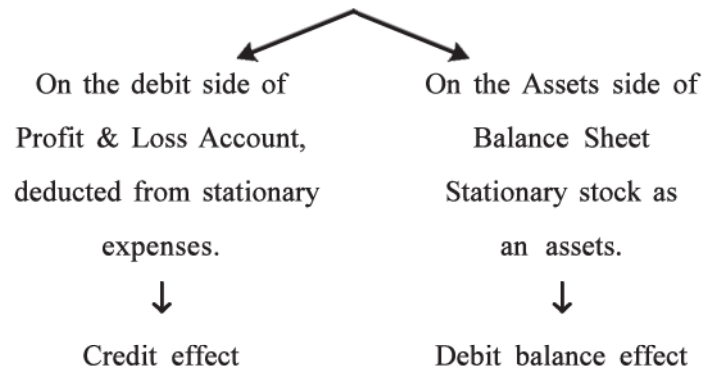 On the debit side of
Profit & Loss Account,
deducted from stationary
expenses.
Credit effect
On the Assets side of
Balance Sheet
Stationary stock as
an assets.
Debit balance effect